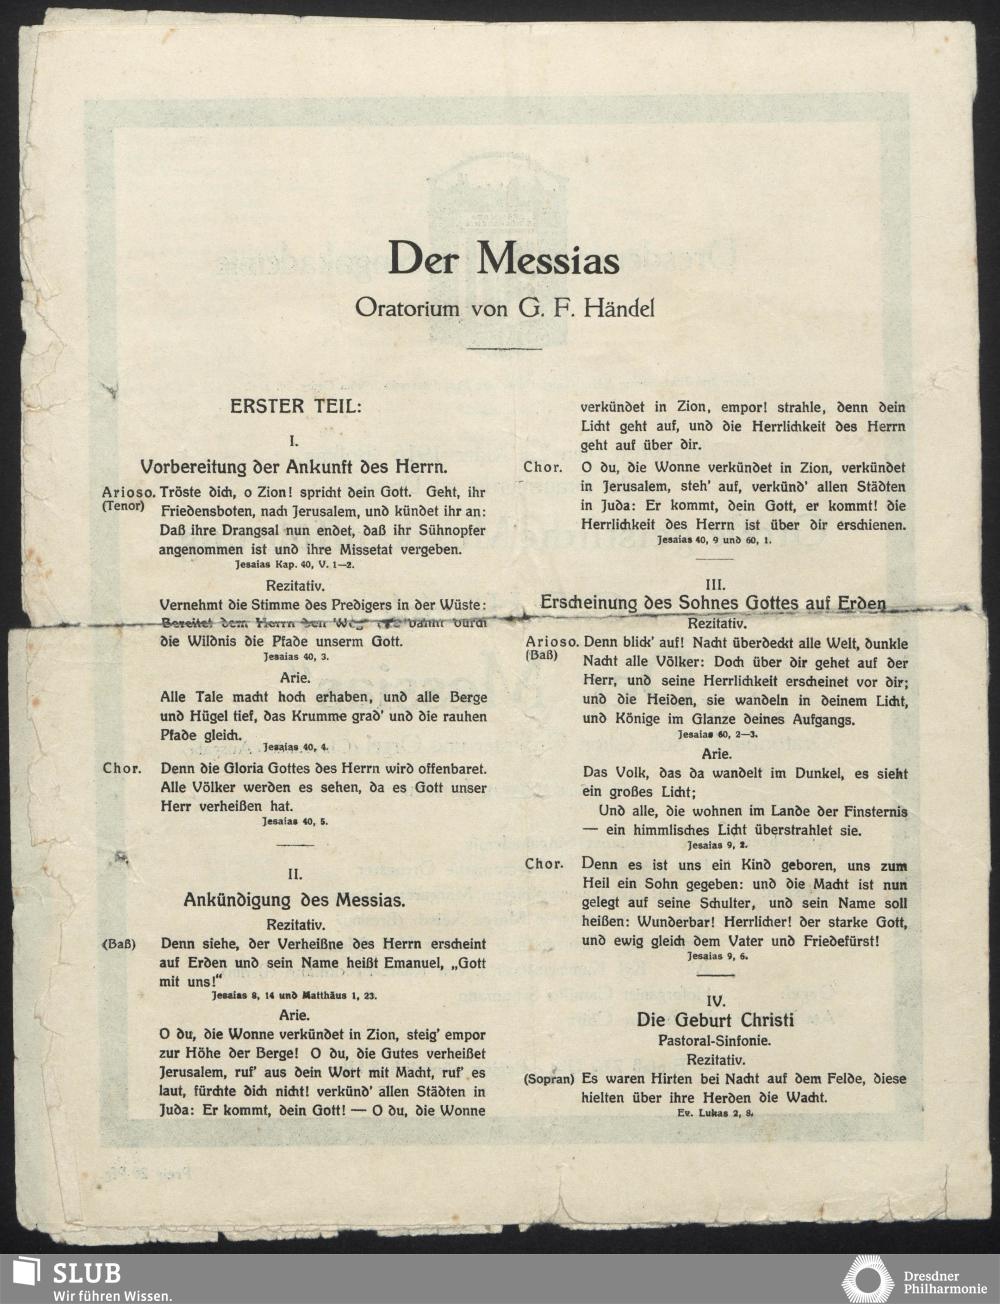 Der Messias
Oratorium von G. F. Händel
ERSTER TEIL:
I.
Vorbereitung der Ankunft des Herrn.
Arioso. Tröste dich, o Zion! spricht dein Gott. Geht, ihr
(Tenor) Friedensboten, nach Jerusalem, und kündet ihr an:
Daß ihre Drangsal nun endet, daß ihr Sühnopfer
angenommen ist und ihre Missetat vergeben.
Jesaias Kap. 40, V. 1—2.
Rezitativ.
Vernehmt die Stimme des Predigers in der Wüste:
Bereitet dem Herrn den Weg bahnt durch
die Wildnis die Pfade unserm Gott.
Jesaias 40, 3.
Arie.
Alle Tale macht hoch erhaben, und alle Berge
und Hügel tief, das Krumme grad' und die rauhen
Pfade gleich.
Jesaias 40, 4.
Chor. Denn die Gloria Gottes des Herrn wird offenbaret.
Alle Völker werden es sehen, da es Gott unser
Herr verheißen hat.
Jesaias 40, 5.
II.
Ankündigung des Messias.
Rezitativ.
(Baß) Denn siehe, der Verheißne des Herrn erscheint
auf Erden und sein Name heißt Emanuel, „Gott
mit uns!“
Jesaias 8, 14 und Matthäus 1, 23.
Arie.
O du, die Wonne verkündet in Zion, steig' empor
zur Höhe der Berge! O du, die Gutes verheißet
Jerusalem, ruf' aus dein Wort mit Macht, ruf' es
laut, fürchte dich nicht! verkünd' allen Städten in
Juda: Er kommt, dein Gott! — O du, die Wonne
verkündet in Zion, empor! strahle, denn dein
Licht geht auf, und die Herrlichkeit des Herrn
geht auf über dir.
Chor. O du, die Wonne verkündet in Zion, verkündet
in Jerusalem, steh' auf, verkünd' allen Städten
in Juda: Er kommt, dein Gott, er kommt! die
Herrlichkeit des Herrn ist über dir erschienen.
Jesaias 40, 9 und 60, 1.
III.
Erscheinung des Sohnes Gottes auf Erden
Rezitativ.
Arioso. Denn blick' auf! Nacht überdeckt alle Welt, dunkle
(Baß) Nacht alle Völker: Doch über dir gehet auf der
Herr, und seine Herrlichkeit erscheinet vor dir;
und die Heiden, sie wandeln in deinem Licht,
und Könige im Glanze deines Aufgangs.
Jesaias 60, 2—3.
Arie.
Das Volk, das da wandelt im Dunkel, es sieht
ein großes Licht;
Und alle, die wohnen im Lande der Finsternis
— ein himmlisches Licht überstrahlet sie.
Jesaias 9, 2.
Chor. Denn es ist uns ein Kind geboren, uns zum
Heil ein Sohn gegeben: und die Macht ist nun
gelegt auf seine Schulter, und sein Name soll
heißen: Wunderbar! Herrlicher! der starke Gott,
und ewig gleich dem Vater und Friedefürst!
Jesaias 9, 6.
IV.
Die Geburt Christi
Pastoral-Sinfonie.
Rezitativ.
(Sopran) Es waren Hirten bei Nacht auf dem Felde, diese
hielten über ihre Herden die Wacht.
Ev. Lukas 2, 8.
SLUB
Wir führen Wissen.
Dresdner
Philharmonie